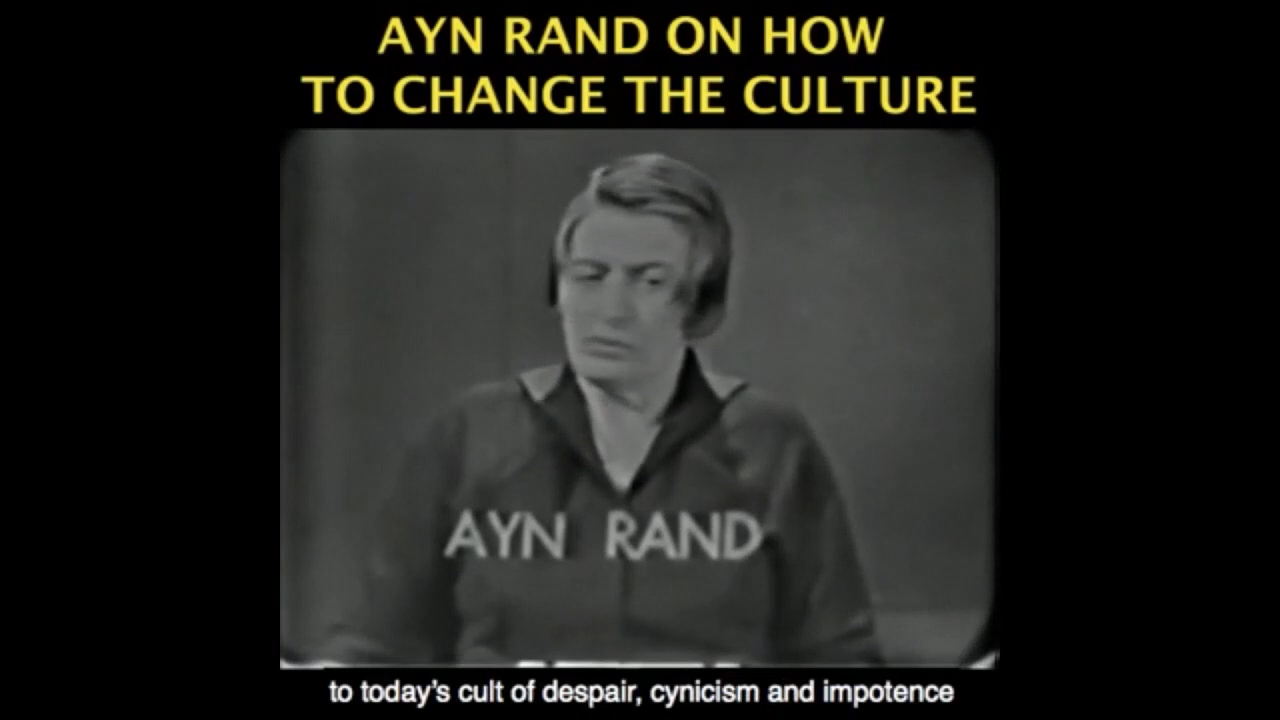 AYN RAND ON HOW
TO CHANGE THE CULTURE
AYN RAND
to today's cult of despair, cynicism and impotence